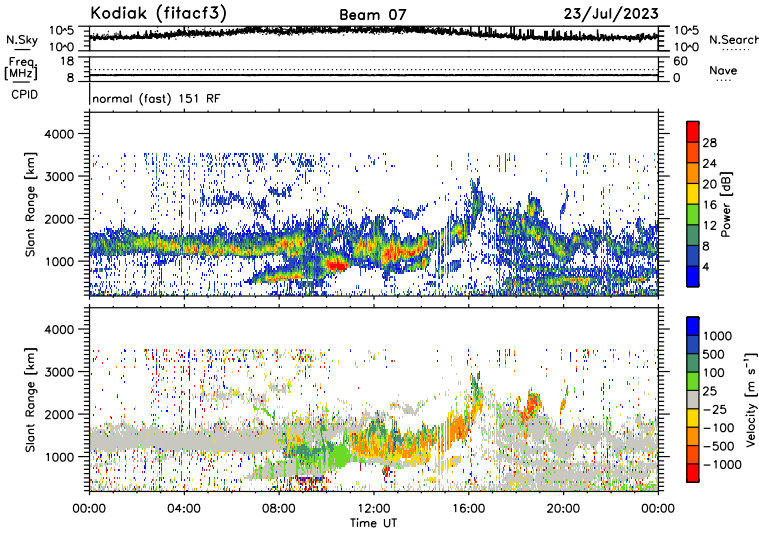 Kodiak (fitacf3) Beam 07 23/Jul/2023
N.Sky 10^5 10^0 10^5 10^0 N.Search
Freq. [MHz] 18 8 60 0 Nave
CPID normal (fast) 151 RF
Slant Range [km]
4000
3000
2000
1000
Power [dB]
28
24
20
16
12
8
4
Slant Range [km]
4000
3000
2000
1000
Velocity [m s⁻¹]
1000
500
100
25
-25
-100
-500
-1000
00:00 04:00 08:00 12:00 16:00 20:00 00:00
Time UT